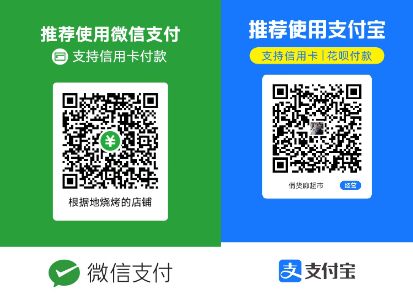 推荐使用微信支付
支持信用卡付款
根据地烧烤的店铺
微信支付
推荐使用支付宝
支持信用卡|花呗付款
经营
支付宝